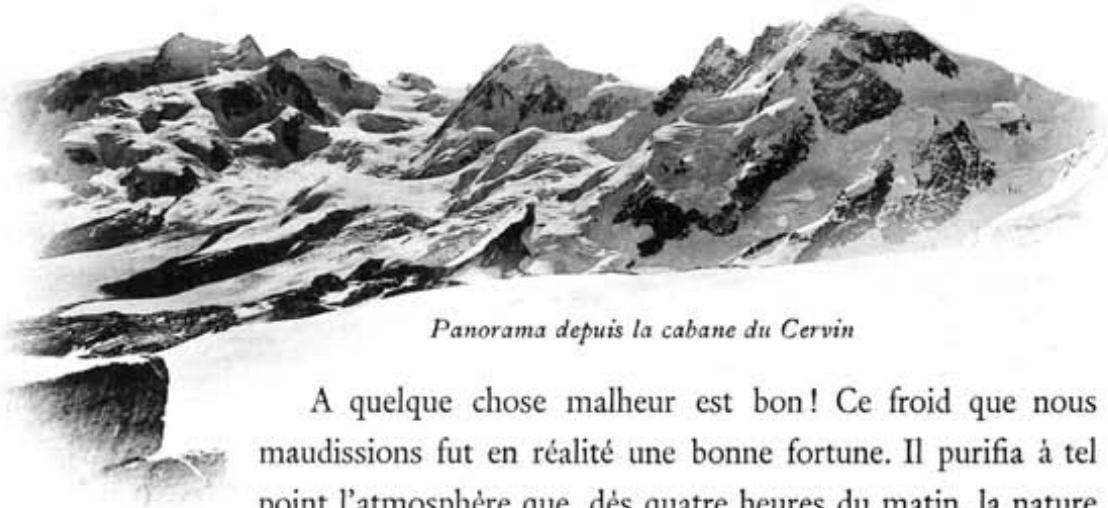 Panorama depuis la cabane du Cervin
A quelque chose malheur est bon! Ce froid que nous
maudissions fut en réalité une bonne fortune. Il purifia à tel
point l'atmosphère que, dès quatre heures du matin, la nature